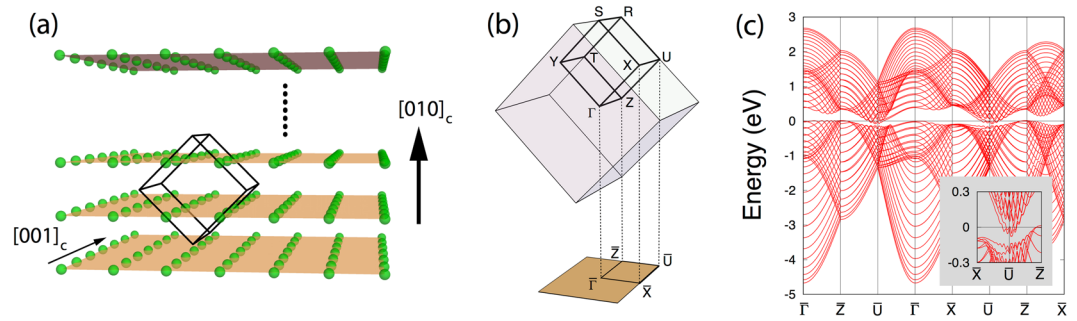 (a)
[010]c
[001]c
(b)
S R
Y T X U
Γ Z
Z̅ U̅
Γ̅ X̅
(c)
Energy (eV)
3
2
1
0
-1
-2
-3
-4
-5
0.3
0
-0.3
X̅ U̅ Z̅
Γ̅ Z̅ U̅ Γ̅ X̅ U̅ Z̅ X̅